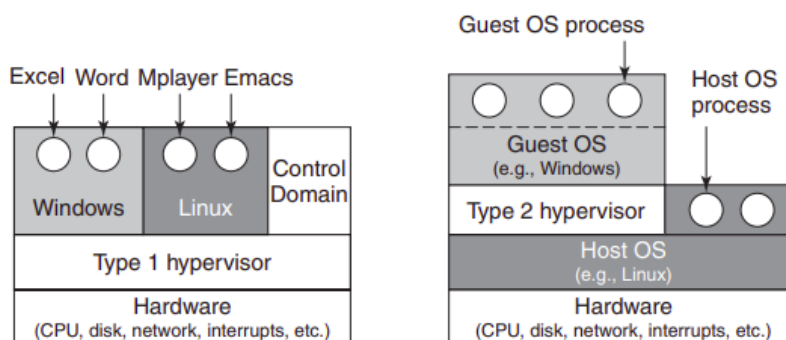 Excel Word Mplayer Emacs
Windows
Linux
Control
Domain
Type 1 hypervisor
Hardware
(CPU, disk, network, interrupts, etc.)
Guest OS process
Host OS
process
Guest OS
(e.g., Windows)
Type 2 hypervisor
Host OS
(e.g., Linux)
Hardware
(CPU, disk, network, interrupts, etc.)